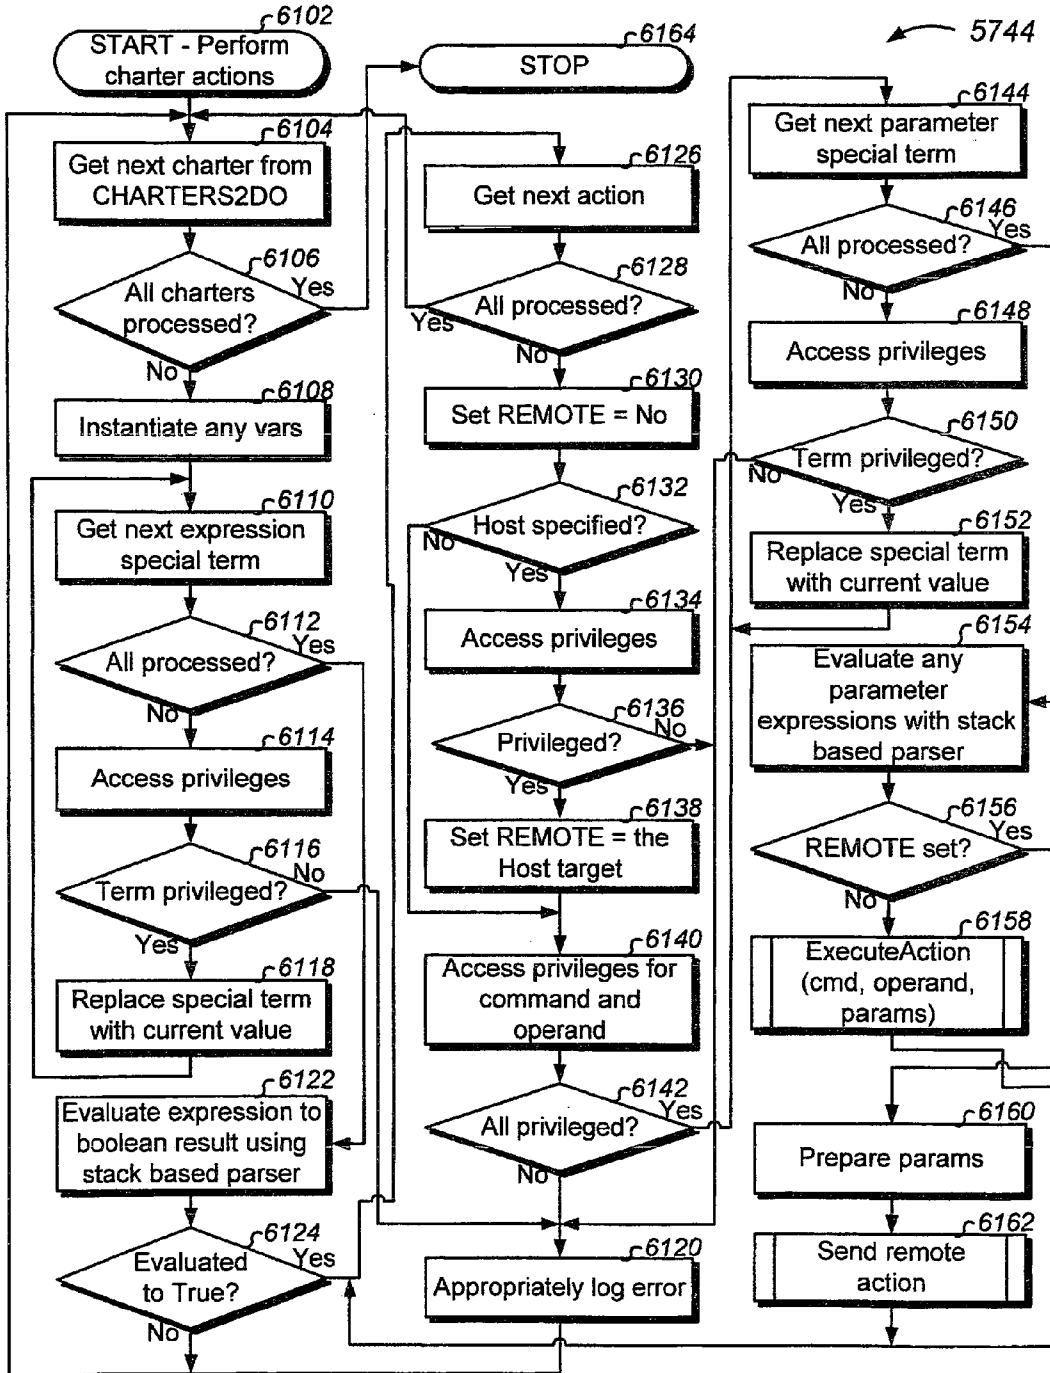 6102
START - Perform
charter actions
6104
Get next charter from
CHARTERS2DO
6106
All charters
processed?
Yes
No
6108
Instantiate any vars
6110
Get next expression
special term
6112
All processed?
Yes
No
6114
Access privileges
6116
Term privileged?
No
Yes
6118
Replace special term
with current value
6122
Evaluate expression to
boolean result using
stack based parser
6124
Evaluated
to True?
Yes
No
6164
STOP
6126
Get next action
6128
All processed?
Yes
No
6130
Set REMOTE = No
6132
Host specified?
No
Yes
6134
Access privileges
6136
Privileged?
No
Yes
6138
Set REMOTE = the
Host target
6140
Access privileges for
command and
operand
6142
All privileged?
Yes
No
6120
Appropriately log error
5744
6144
Get next parameter
special term
6146
All processed?
Yes
No
6148
Access privileges
6150
Term privileged?
No
Yes
6152
Replace special term
with current value
6154
Evaluate any
parameter
expressions with stack
based parser
6156
REMOTE set?
Yes
No
6158
ExecuteAction
(cmd, operand,
params)
6160
Prepare params
6162
Send remote
action